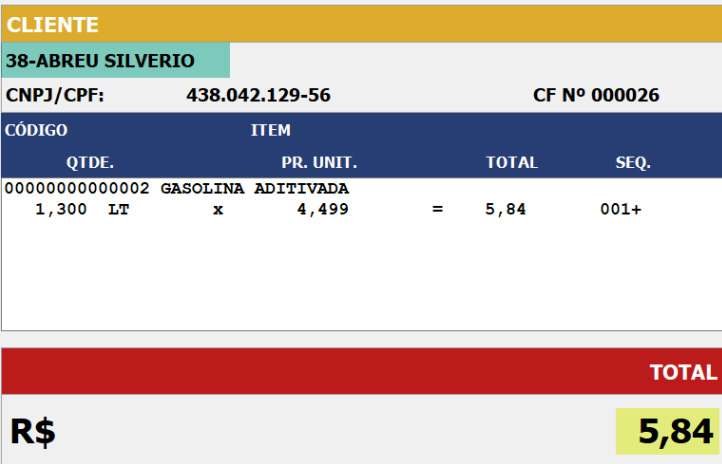 CLIENTE
38-ABREU SILVERIO
CNPJ/CPF: 438.042.129-56 CF Nº 000026
CÓDIGO ITEM
QTDE. PR. UNIT. TOTAL SEQ.
00000000000002 GASOLINA ADITIVADA
1,300 LT x 4,499 = 5,84 001+
TOTAL
R$ 5,84